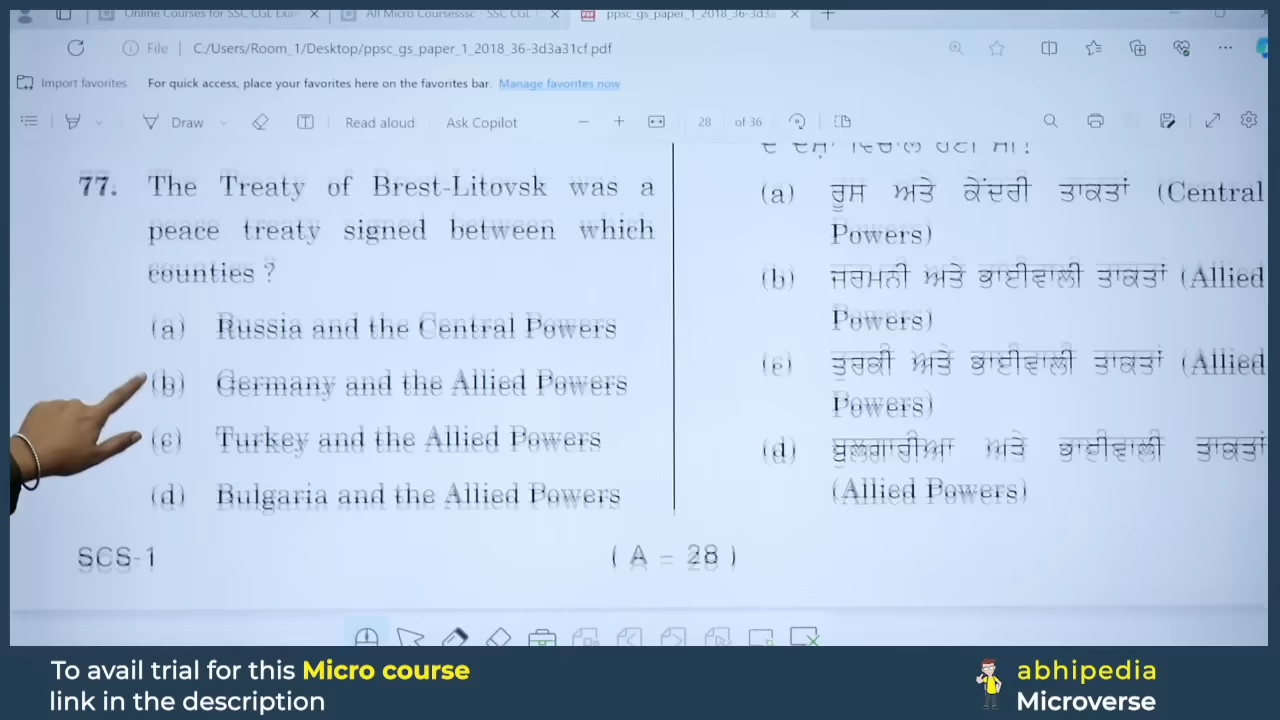 Online Courses for SSC CGL Exa
All Micro Coursesssc - SSC CGL
ppsc_gs_paper_1_2018_36-3d3a
File
C:/Users/Room_1/Desktop/ppsc_gs_paper_1_2018_36-3d3a31cf.pdf
Import favorites
For quick access, place your favorites here on the favorites bar. Manage favorites now
Draw
Read aloud
Ask Copilot
28
of 36
77. The Treaty of Brest-Litovsk was a
peace treaty signed between which
counties ?
(a) Russia and the Central Powers
(b) Germany and the Allied Powers
(c) Turkey and the Allied Powers
(d) Bulgaria and the Allied Powers
(a) ਰੂਸ ਅਤੇ ਕੇਂਦਰੀ ਤਾਕਤਾਂ (Central
Powers)
(b) ਜਰਮਨੀ ਅਤੇ ਭਾਈਵਾਲੀ ਤਾਕਤਾਂ (Allied
Powers)
(c) ਤੁਰਕੀ ਅਤੇ ਭਾਈਵਾਲੀ ਤਾਕਤਾਂ (Allied
Powers)
(d) ਬੁਲਗਾਰੀਆ ਅਤੇ ਭਾਈਵਾਲੀ ਤਾਕਤਾਂ
(Allied Powers)
SCS-1
( A – 28 )
To avail trial for this Micro course
link in the description
abhipedia
Microverse